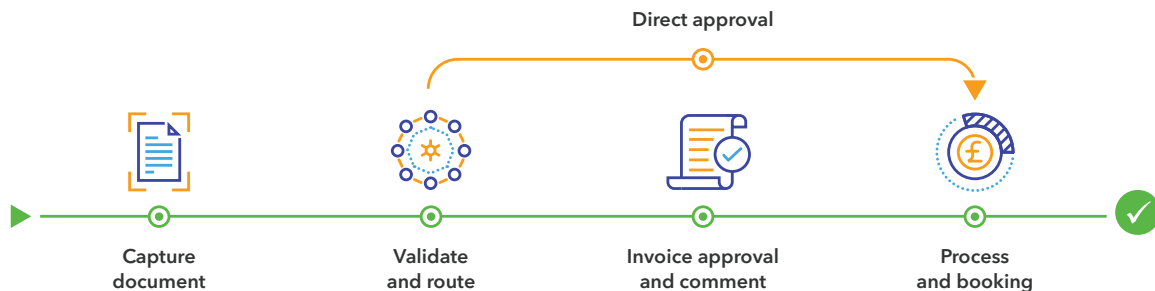 Direct approval
Capture
document
Validate
and route
Invoice approval
and comment
£
Process
and booking